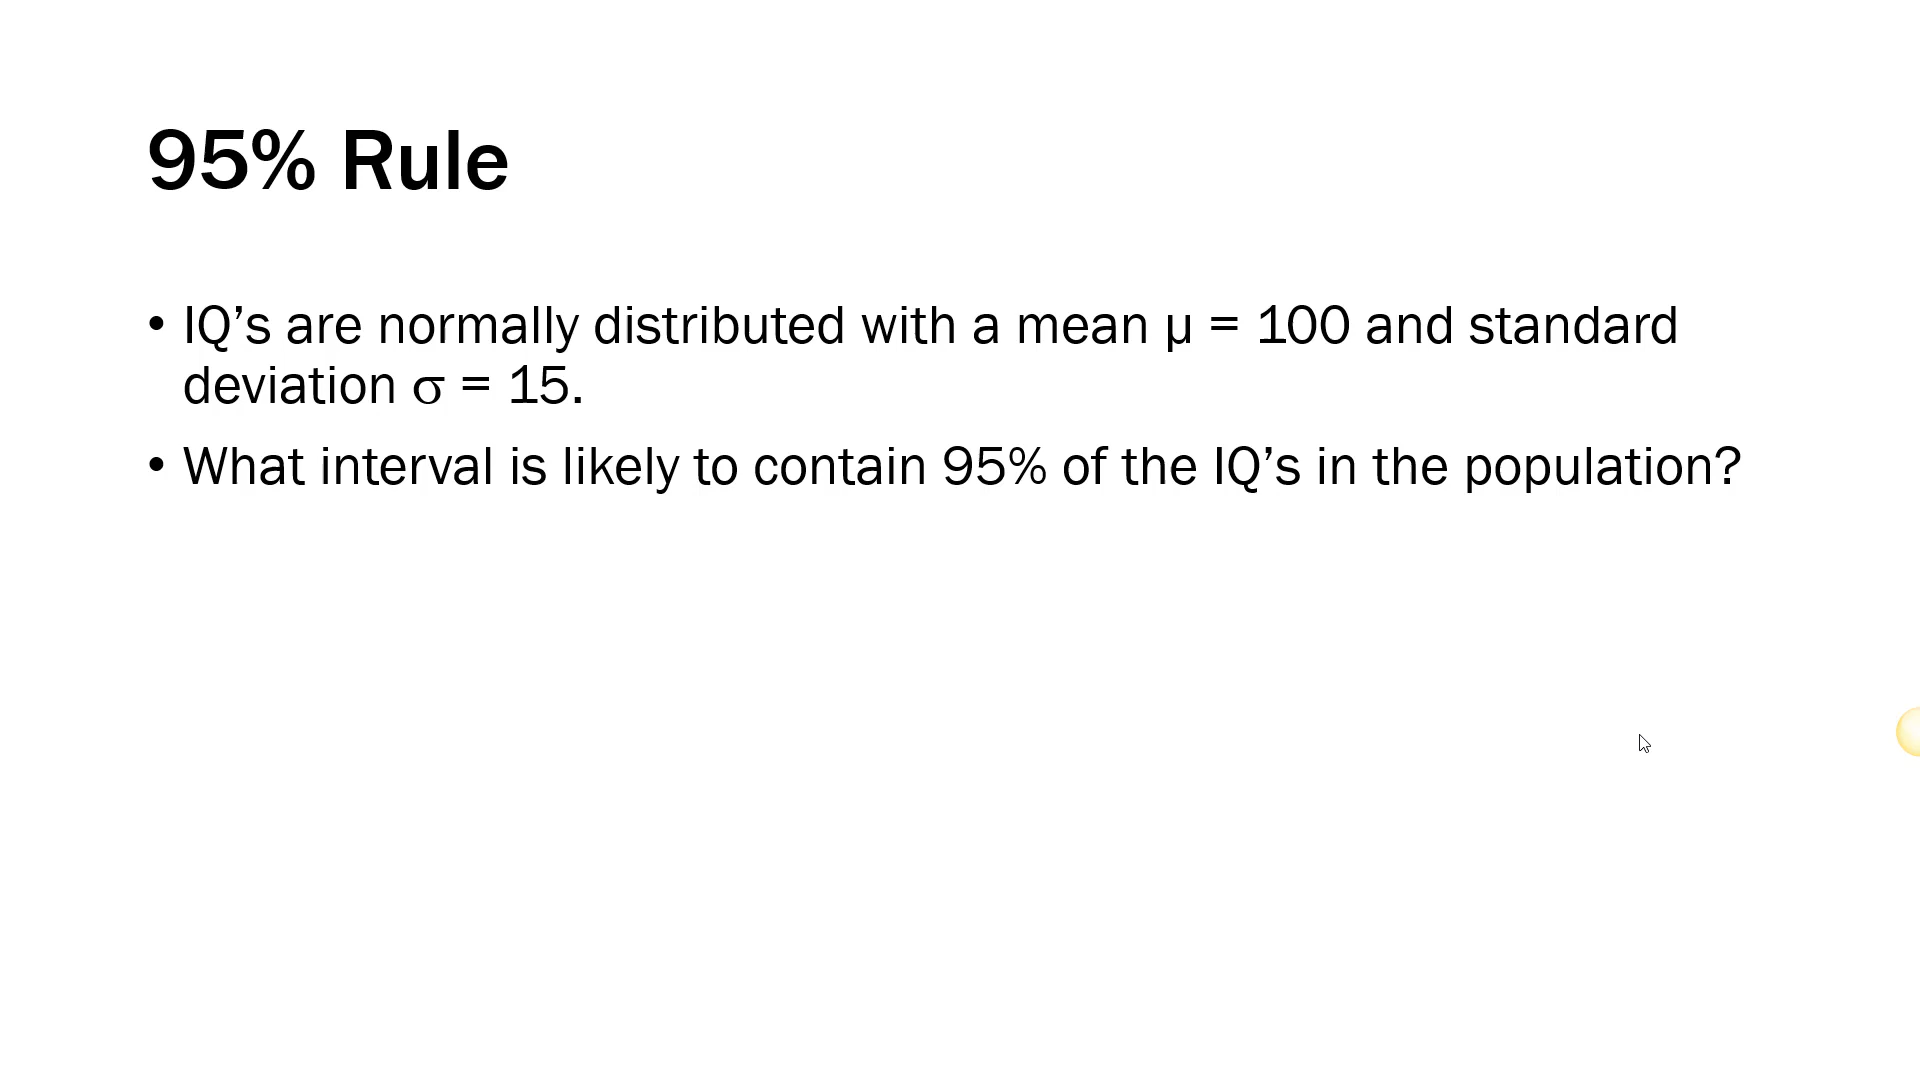 95% Rule
• IQ’s are normally distributed with a mean μ = 100 and standard
deviation σ = 15.
• What interval is likely to contain 95% of the IQ’s in the population?